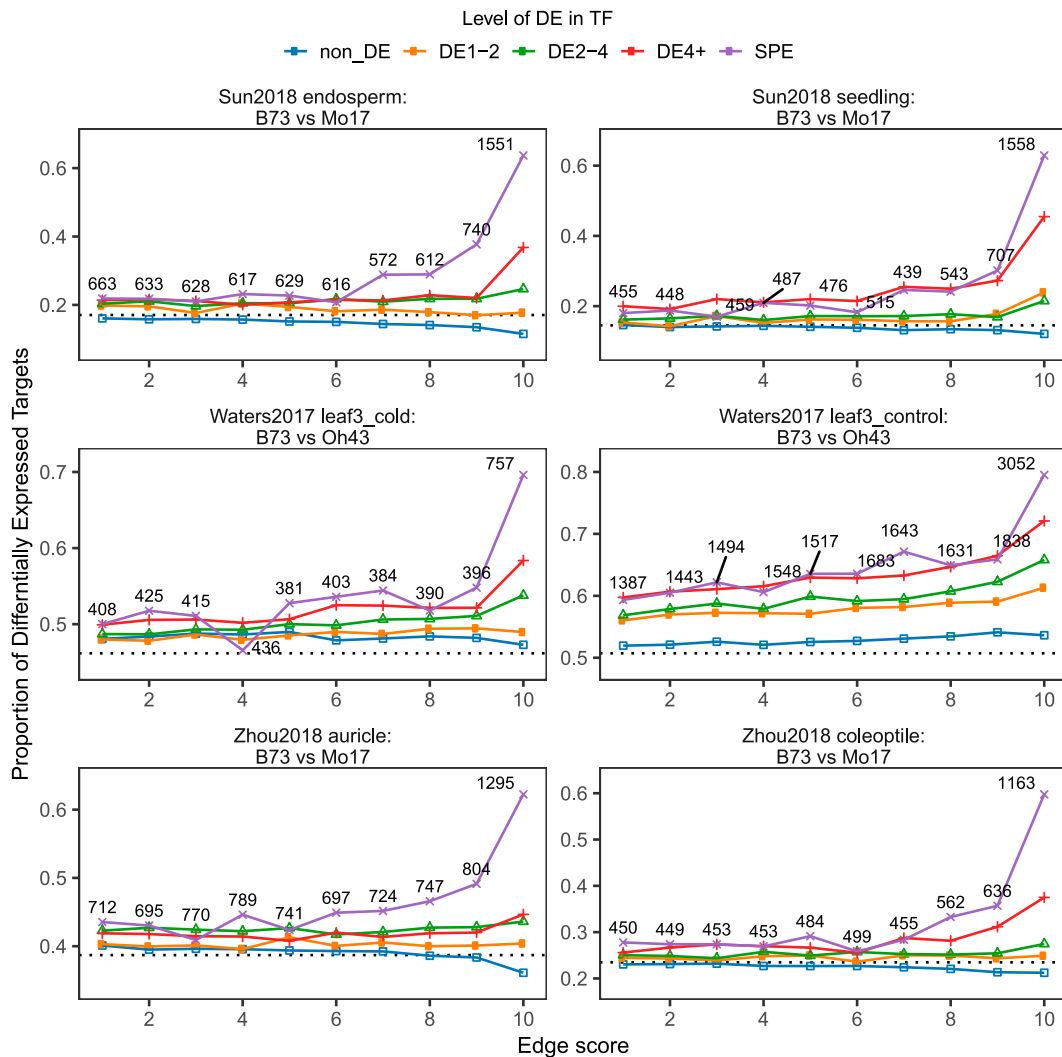 Level of DE in TF
non_DE DE1−2 DE2−4 DE4+ SPE
Proportion of Differntially Expressed Targets
Sun2018 endosperm:
B73 vs Mo17
0.6
0.4
0.2
663 633 628 617 629 616 572 612 740 1551
2 4 6 8 10
Sun2018 seedling:
B73 vs Mo17
0.6
0.4
0.2
455 448 459 487 476 515 439 543 707 1558
2 4 6 8 10
Waters2017 leaf3_cold:
B73 vs Oh43
0.7
0.6
0.5
408 425 415 436 381 403 384 390 396 757
2 4 6 8 10
Waters2017 leaf3_control:
B73 vs Oh43
0.8
0.7
0.6
0.5
1387 1443 1494 1548 1517 1683 1643 1631 1838 3052
2 4 6 8 10
Zhou2018 auricle:
B73 vs Mo17
0.6
0.5
0.4
712 695 770 789 741 697 724 747 804 1295
2 4 6 8 10
Zhou2018 coleoptile:
B73 vs Mo17
0.6
0.5
0.4
0.3
0.2
450 449 453 453 484 499 455 562 636 1163
2 4 6 8 10
Edge score